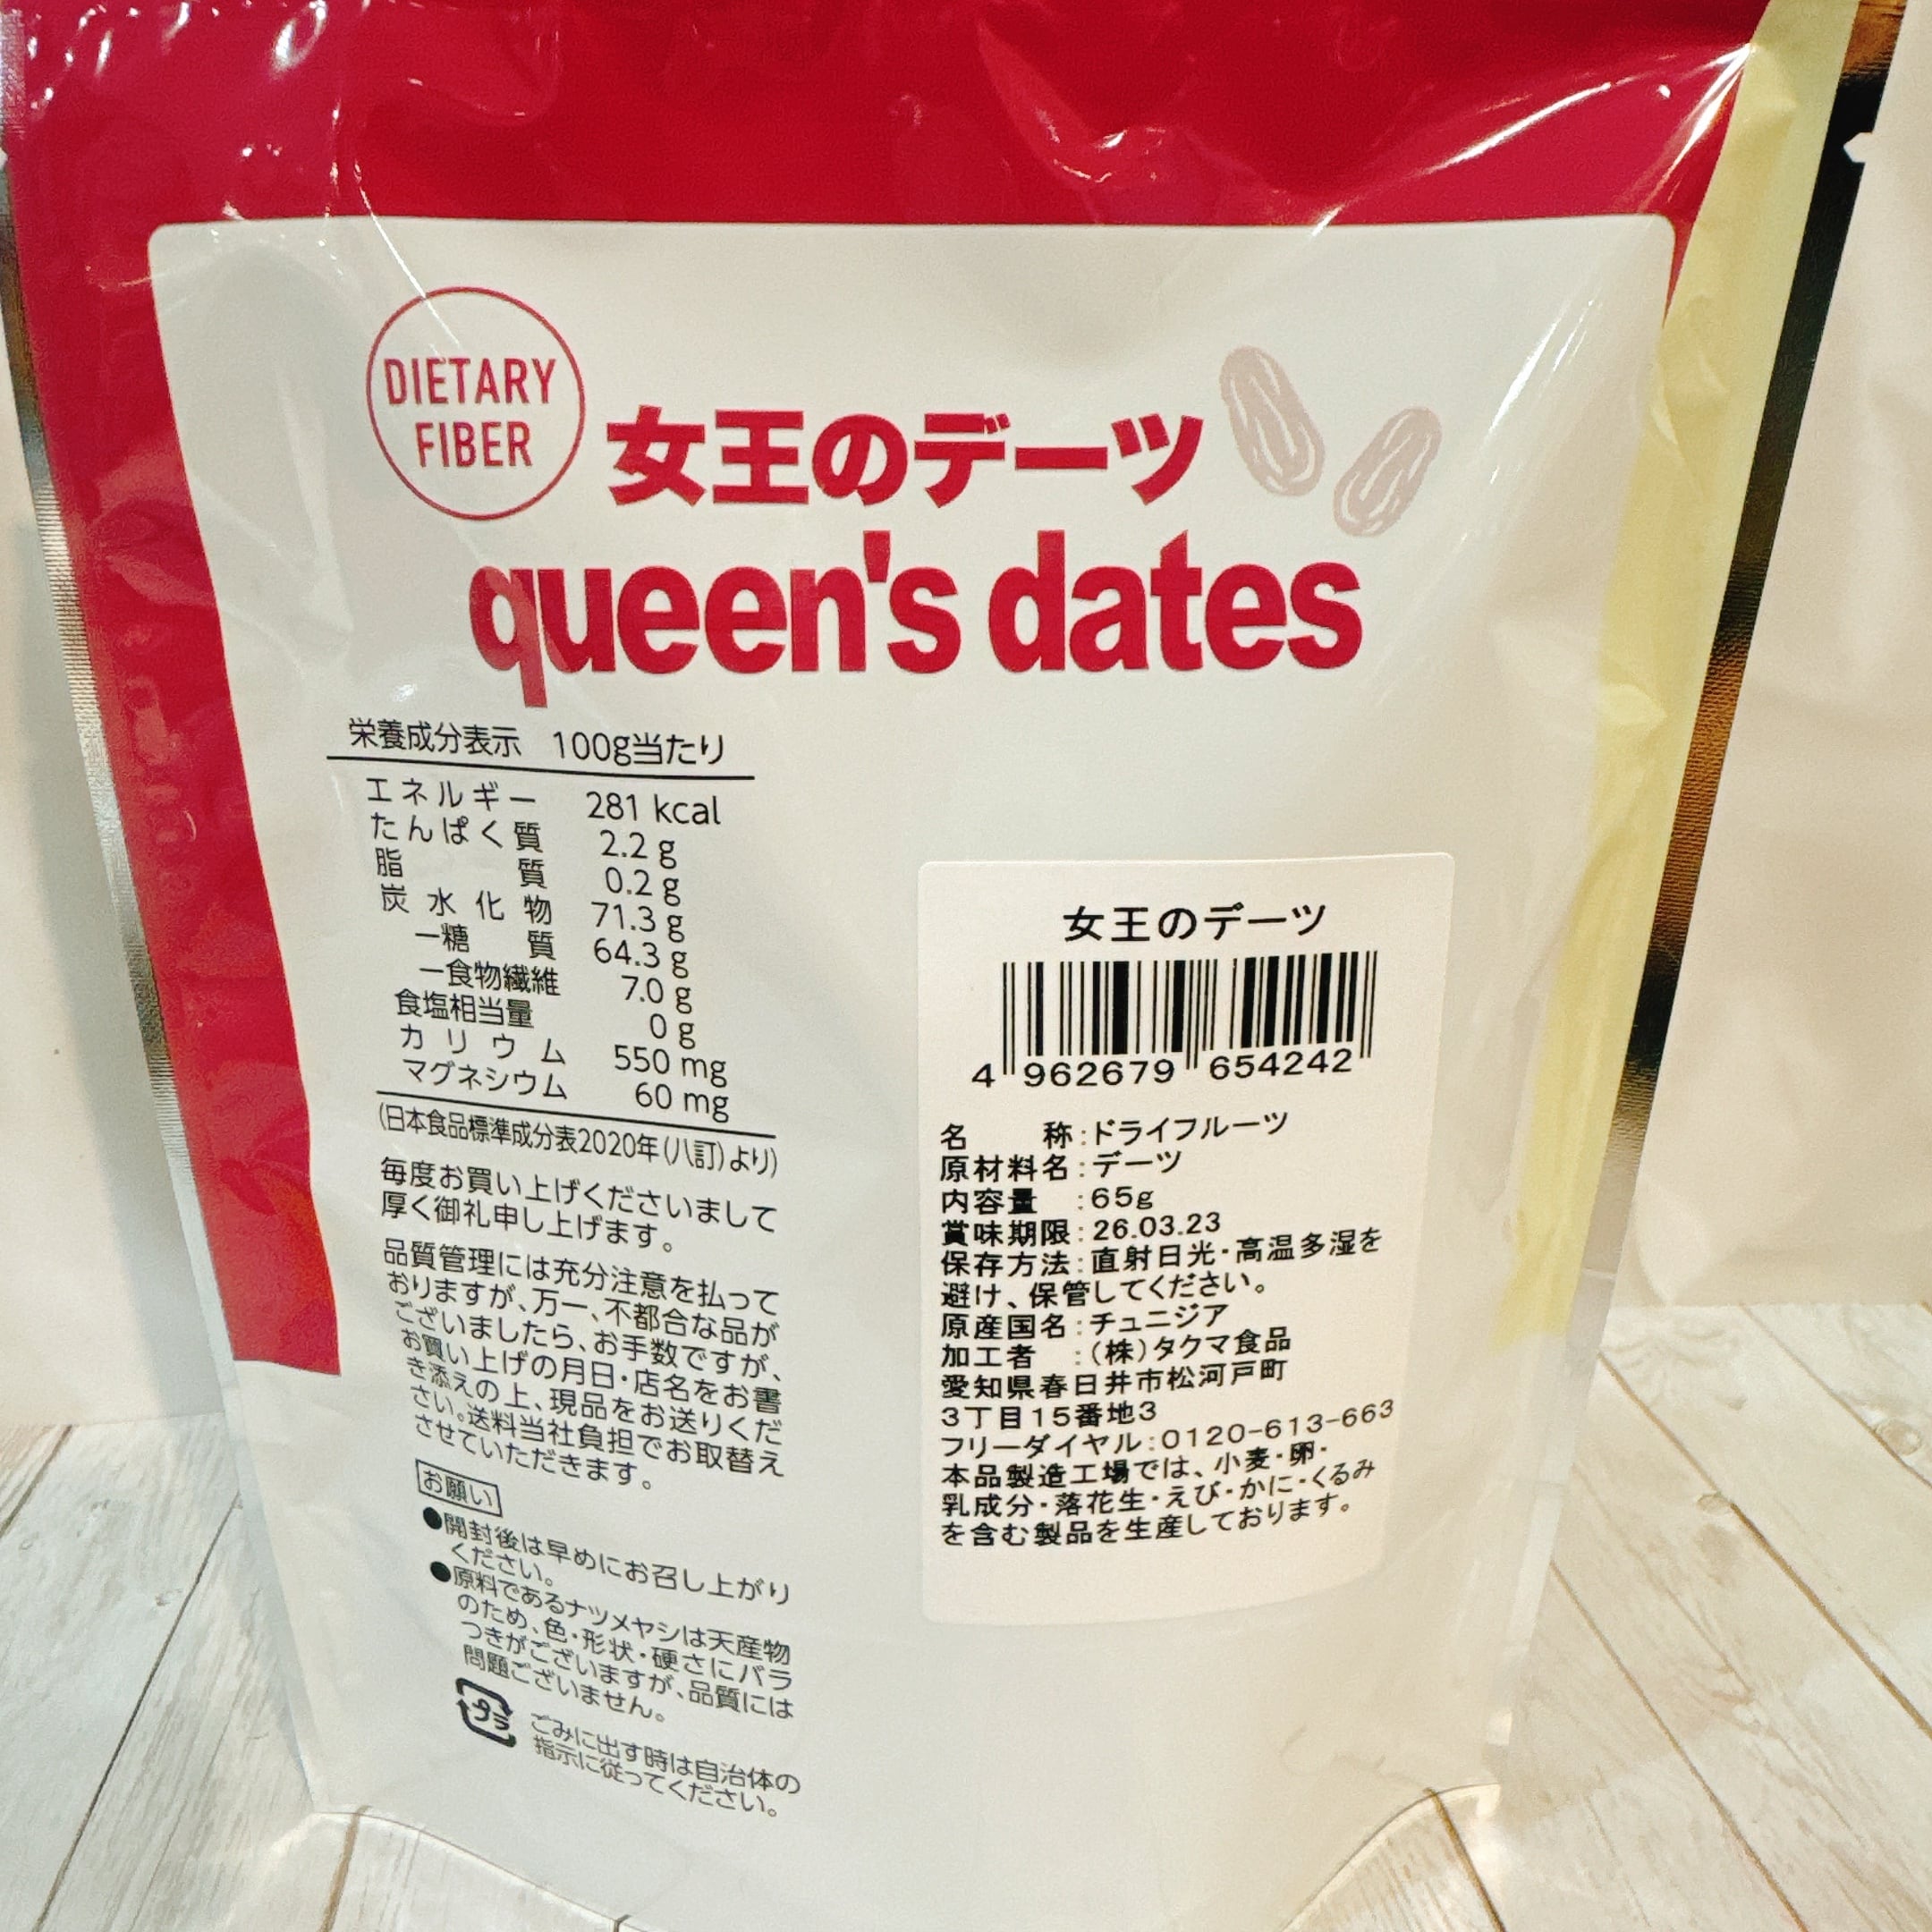 DIETARY
FIBER
女王のデーツ
queen's dates
栄養成分表示 100g当たり
エネルギー 281 kcal
たんぱく質 2.2 g
脂質 0.2 g
炭水化物 71.3 g
ー糖質 64.3 g
ー食物繊維 7.0 g
食塩相当量 0 g
カリウム 550 mg
マグネシウム 60 mg
(日本食品標準成分表2020年(八訂)より)
毎度お買い上げくださいまして
厚く御礼申し上げます。
品質管理には充分注意を払って
おりますが、万一、不都合な品が
ございましたら、お手数ですが、
お買い上げの月日・店名をお書
き添えの上、現品をお送りくだ
さい。送料当社負担でお取替え
させていただきます。
お願い
●開封後は早めにお召し上がり
ください。
●原料であるナツメヤシは天産物
のため、色・形状・硬さにバラ
つきがございますが、品質には
問題ございません。
プラ
ごみに出す時は自治体の
指示に従ってください。
女王のデーツ
4 962679 654242
名称:ドライフルーツ
原材料名:デーツ
内容量:65g
賞味期限:26.03.23
保存方法:直射日光・高温多湿を
避け、保管してください。
原産国名:チュニジア
加工者:(株)タクマ食品
愛知県春日井市松河戸町
3丁目15番地3
フリーダイヤル:0120-613-663
本品製造工場では、小麦・卵・
乳成分・落花生・えび・かに・くるみ
を含む製品を生産しております。